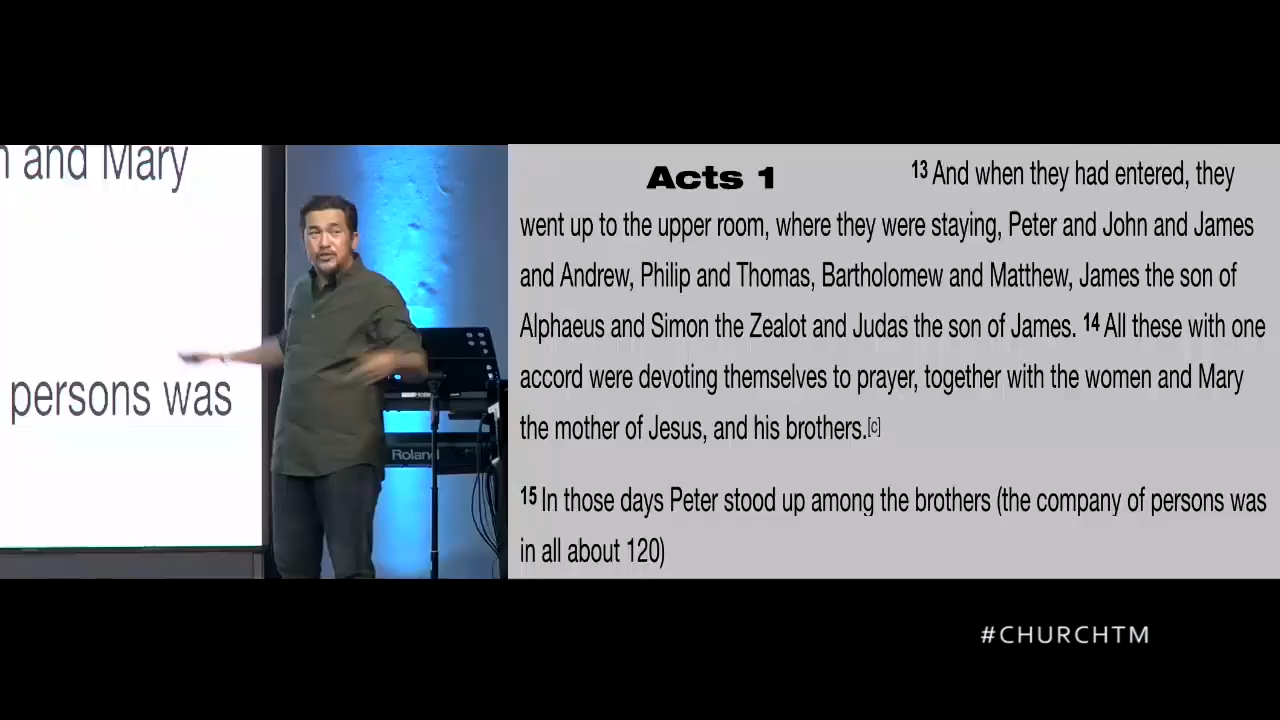 n and Mary
persons was
Roland
Acts 1
13 And when they had entered, they
went up to the upper room, where they were staying, Peter and John and James
and Andrew, Philip and Thomas, Bartholomew and Matthew, James the son of
Alphaeus and Simon the Zealot and Judas the son of James. 14 All these with one
accord were devoting themselves to prayer, together with the women and Mary
the mother of Jesus, and his brothers.[c]
15 In those days Peter stood up among the brothers (the company of persons was
in all about 120)
#CHURCHTM